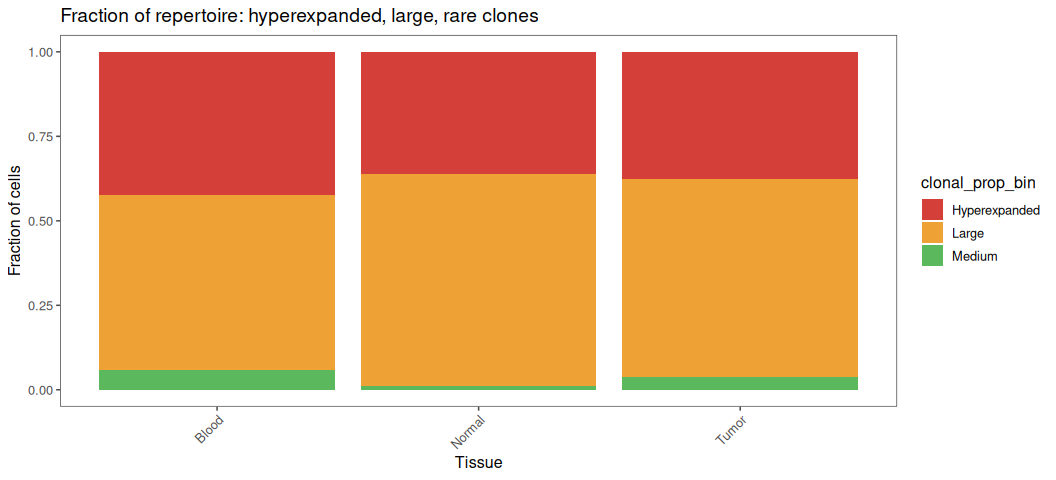 Fraction of repertoire: hyperexpanded, large, rare clones
1.00
0.75
0.50
0.25
0.00
Fraction of cells
Blood
Normal
Tumor
Tissue
clonal_prop_bin
Hyperexpanded
Large
Medium